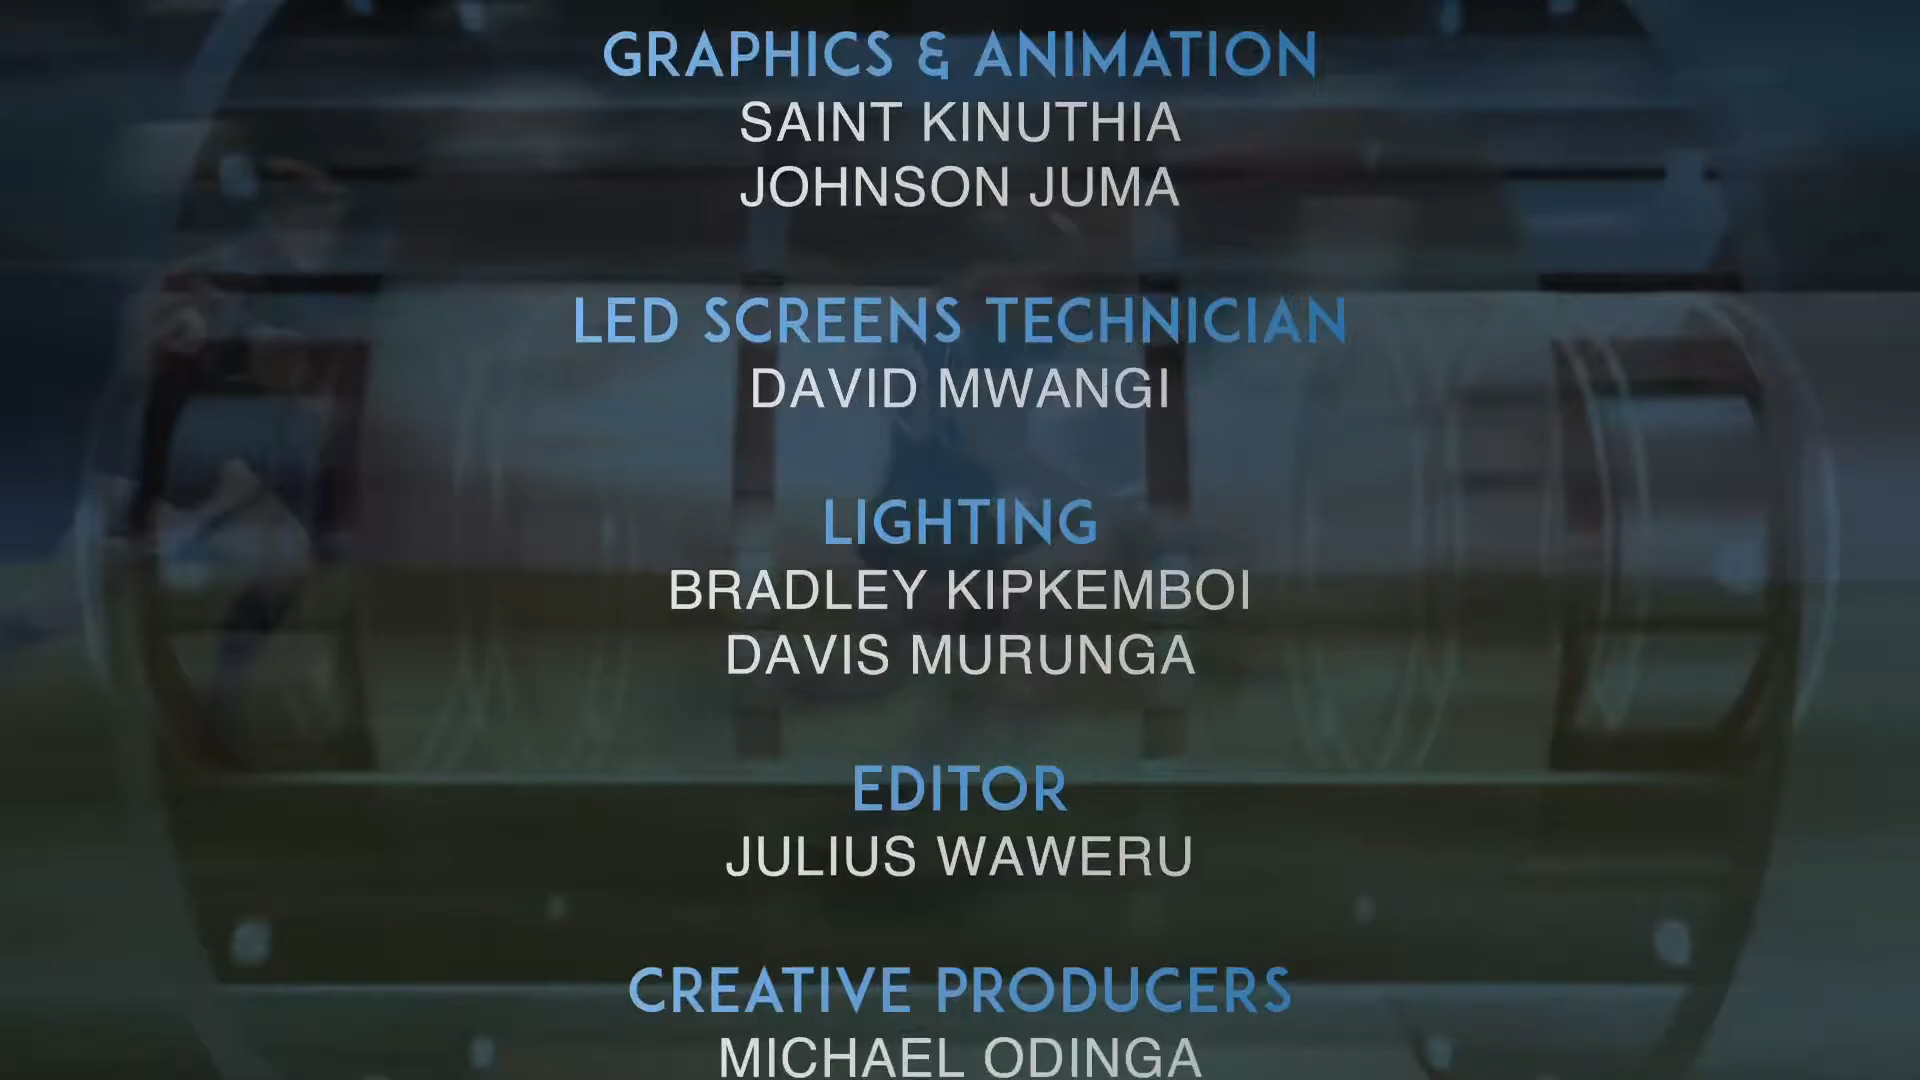 GRAPHICS & ANIMATION
SAINT KINUTHIA
JOHNSON JUMA
LED SCREENS TECHNICIAN
DAVID MWANGI
LIGHTING
BRADLEY KIPKEMBOI
DAVIS MURUNGA
EDITOR
JULIUS WAWERU
CREATIVE PRODUCERS
MICHAEL ODINGA